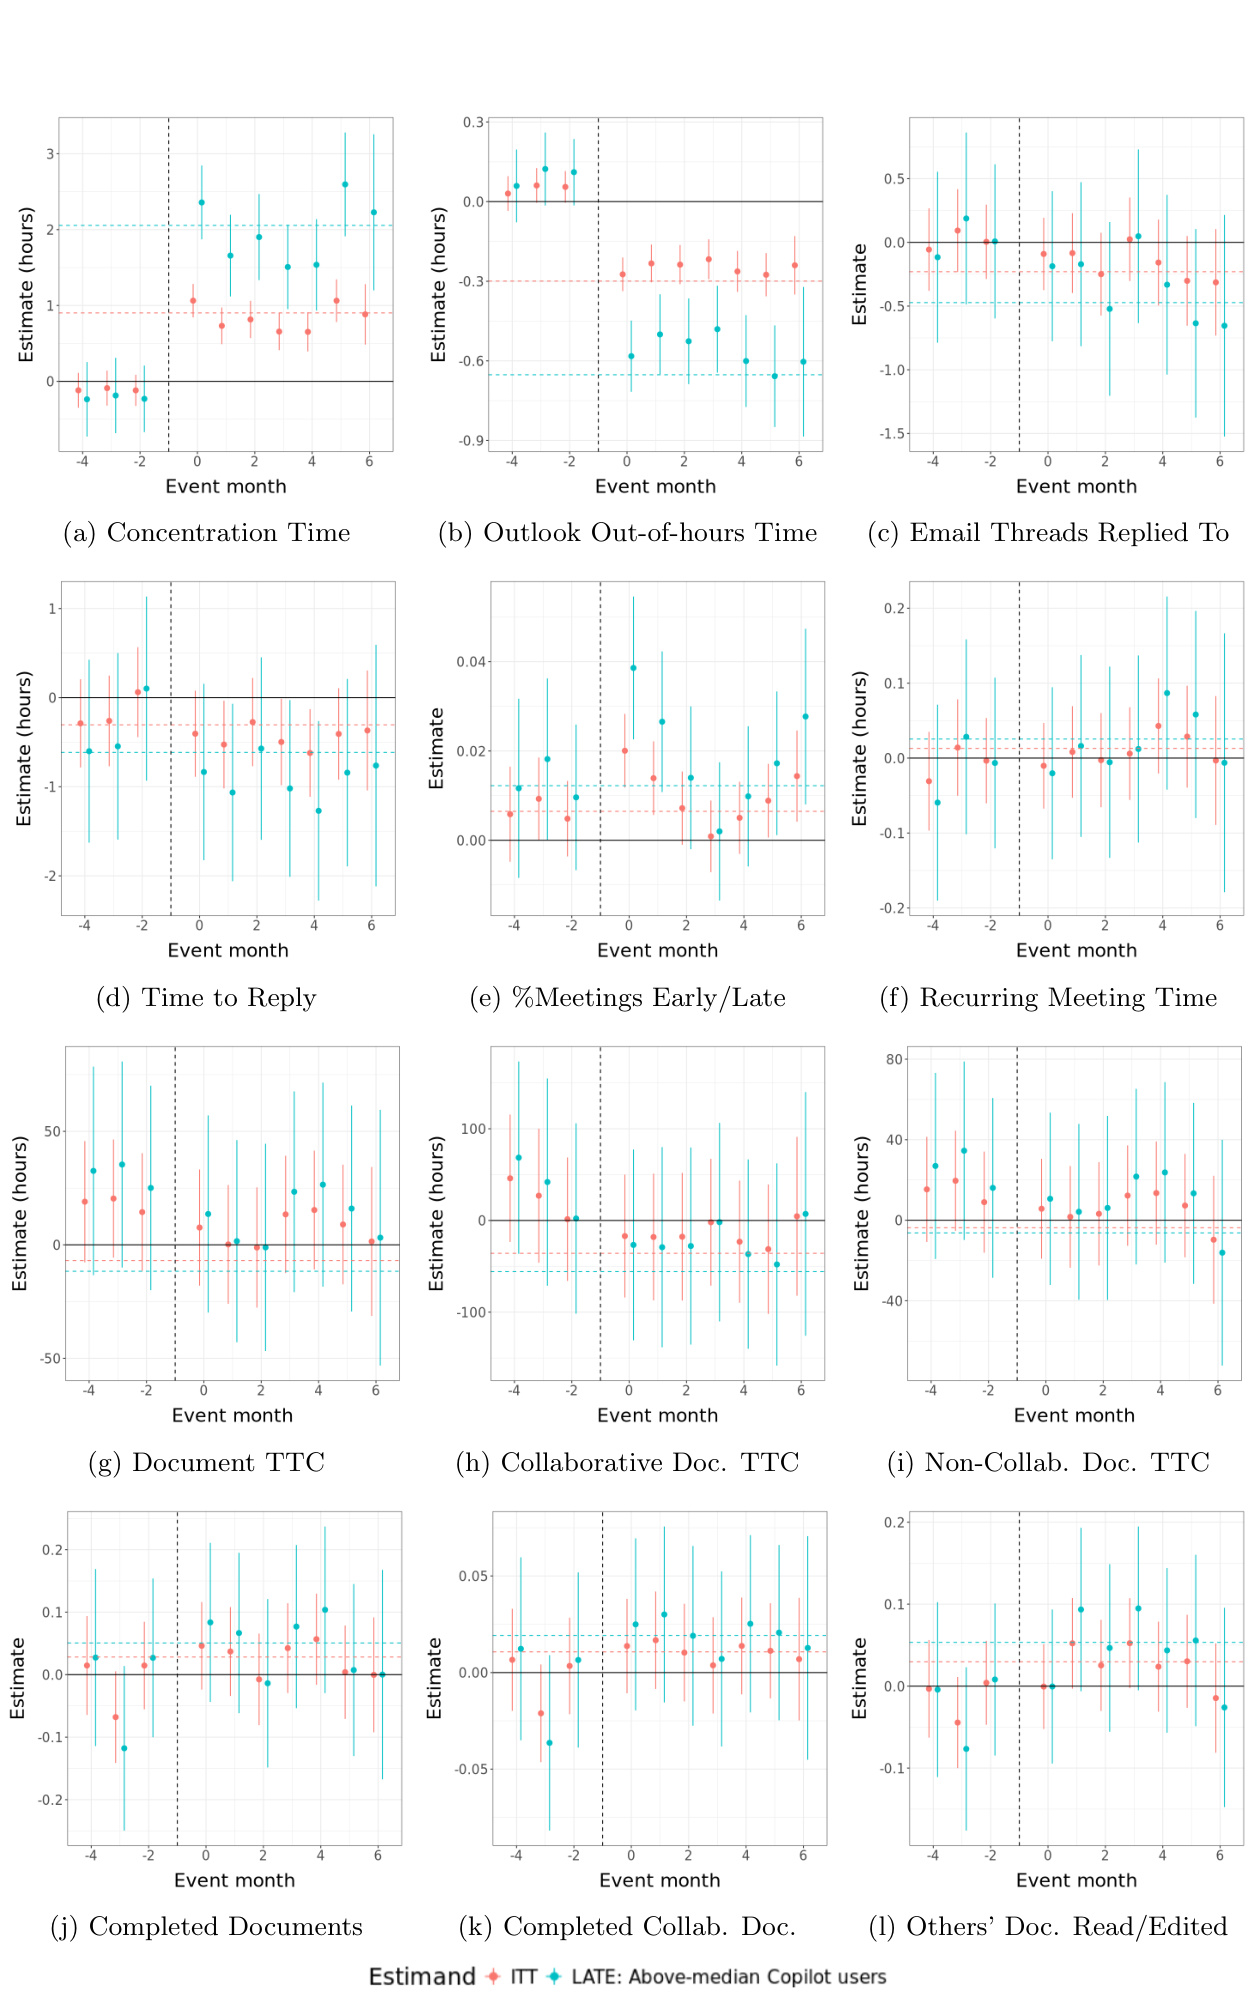 Estimate (hours)
3
2
1
0
-4 -2 0 2 4 6
Event month
(a) Concentration Time
Estimate (hours)
0.3
0.0
-0.3
-0.6
-0.9
-4 -2 0 2 4 6
Event month
(b) Outlook Out-of-hours Time
Estimate
0.5
0.0
-0.5
-1.0
-1.5
-4 -2 0 2 4 6
Event month
(c) Email Threads Replied To
Estimate (hours)
1
0
-1
-2
-4 -2 0 2 4 6
Event month
(d) Time to Reply
Estimate
0.04
0.02
0.00
-4 -2 0 2 4 6
Event month
(e) %Meetings Early/Late
Estimate (hours)
0.2
0.1
0.0
-0.1
-0.2
-4 -2 0 2 4 6
Event month
(f) Recurring Meeting Time
Estimate (hours)
50
0
-50
-4 -2 0 2 4 6
Event month
(g) Document TTC
Estimate (hours)
100
0
-100
-4 -2 0 2 4 6
Event month
(h) Collaborative Doc. TTC
Estimate (hours)
80
40
0
-40
-4 -2 0 2 4 6
Event month
(i) Non-Collab. Doc. TTC
Estimate
0.2
0.1
0.0
-0.1
-0.2
-4 -2 0 2 4 6
Event month
(j) Completed Documents
Estimate
0.05
0.00
-0.05
-4 -2 0 2 4 6
Event month
(k) Completed Collab. Doc.
Estimate
0.2
0.1
0.0
-0.1
-4 -2 0 2 4 6
Event month
(l) Others' Doc. Read/Edited
Estimand ITT LATE: Above-median Copilot users